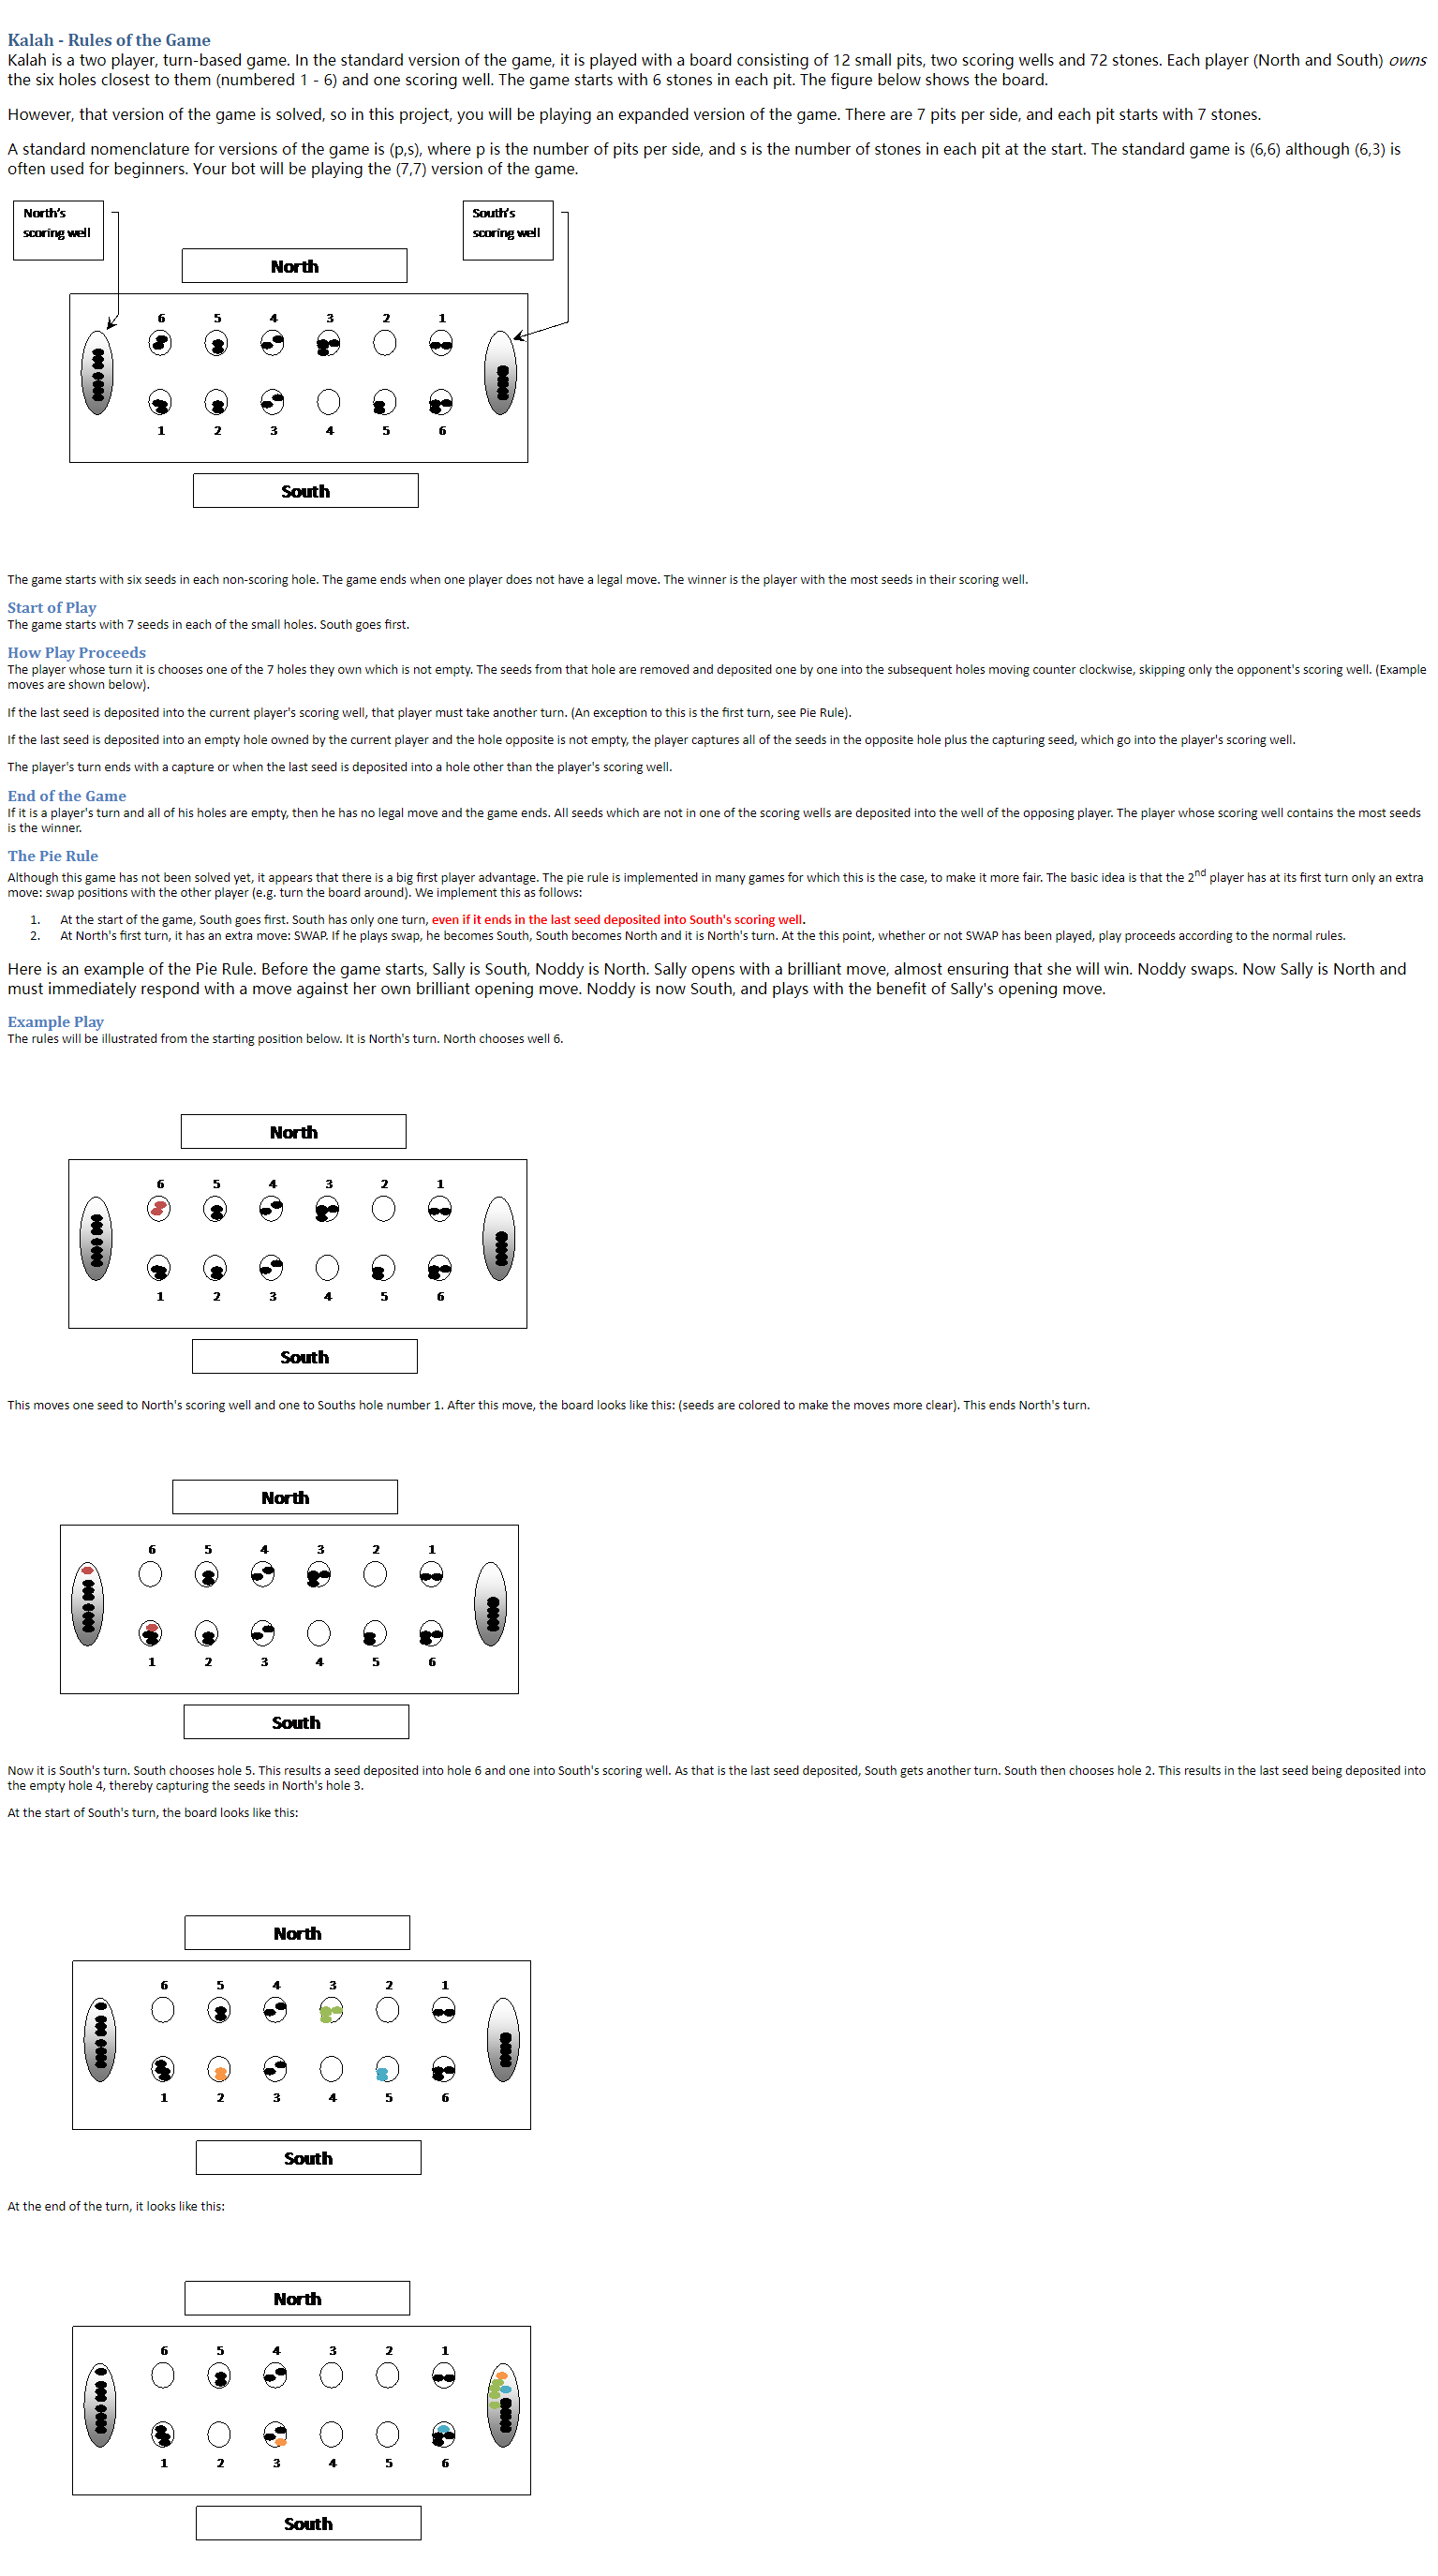 Kalah - Rules of the Game
Kalah is a two player, turn-based game. In the standard version of the game, it is played with a board consisting of 12 small pits, two scoring wells and 72 stones. Each player (North and South) owns
the six holes closest to them (numbered 1 - 6) and one scoring well. The game starts with 6 stones in each pit. The figure below shows the board.
However, that version of the game is solved, so in this project, you will be playing an expanded version of the game. There are 7 pits per side, and each pit starts with 7 stones.
A standard nomenclature for versions of the game is (p,s), where p is the number of pits per side, and s is the number of stones in each pit at the start. The standard game is (6,6) although (6,3) is
often used for beginners. Your bot will be playing the (7,7) version of the game.
North's
scoring well
South's
scoring well
North
6 5 4 3 2 1
1 2 3 4 5 6
South
The game starts with six seeds in each non-scoring hole. The game ends when one player does not have a legal move. The winner is the player with the most seeds in their scoring well.
Start of Play
The game starts with 7 seeds in each of the small holes. South goes first.
How Play Proceeds
The player whose turn it is chooses one of the 7 holes they own which is not empty. The seeds from that hole are removed and deposited one by one into the subsequent holes moving counter clockwise, skipping only the opponent's scoring well. (Example
moves are shown below).
If the last seed is deposited into the current player's scoring well, that player must take another turn. (An exception to this is the first turn, see Pie Rule).
If the last seed is deposited into an empty hole owned by the current player and the hole opposite is not empty, the player captures all of the seeds in the opposite hole plus the capturing seed, which go into the player's scoring well.
The player's turn ends with a capture or when the last seed is deposited into a hole other than the player's scoring well.
End of the Game
If it is a player's turn and all of his holes are empty, then he has no legal move and the game ends. All seeds which are not in one of the scoring wells are deposited into the well of the opposing player. The player whose scoring well contains the most seeds
is the winner.
The Pie Rule
Although this game has not been solved yet, it appears that there is a big first player advantage. The pie rule is implemented in many games for which this is the case, to make it more fair. The basic idea is that the 2nd player has at its first turn only an extra
move: swap positions with the other player (e.g. turn the board around). We implement this as follows:
1. At the start of the game, South goes first. South has only one turn, even if it ends in the last seed deposited into South's scoring well.
2. At North's first turn, it has an extra move: SWAP. If he plays swap, he becomes South, South becomes North and it is North's turn. At the this point, whether or not SWAP has been played, play proceeds according to the normal rules.
Here is an example of the Pie Rule. Before the game starts, Sally is South, Noddy is North. Sally opens with a brilliant move, almost ensuring that she will win. Noddy swaps. Now Sally is North and
must immediately respond with a move against her own brilliant opening move. Noddy is now South, and plays with the benefit of Sally's opening move.
Example Play
The rules will be illustrated from the starting position below. It is North's turn. North chooses well 6.
North
6 5 4 3 2 1
1 2 3 4 5 6
South
This moves one seed to North's scoring well and one to Souths hole number 1. After this move, the board looks like this: (seeds are colored to make the moves more clear). This ends North's turn.
North
6 5 4 3 2 1
1 2 3 4 5 6
South
Now it is South's turn. South chooses hole 5. This results a seed deposited into hole 6 and one into South's scoring well. As that is the last seed deposited, South gets another turn. South then chooses hole 2. This results in the last seed being deposited into
the empty hole 4, thereby capturing the seeds in North's hole 3.
At the start of South's turn, the board looks like this:
North
6 5 4 3 2 1
1 2 3 4 5 6
South
At the end of the turn, it looks like this:
North
6 5 4 3 2 1
1 2 3 4 5 6
South